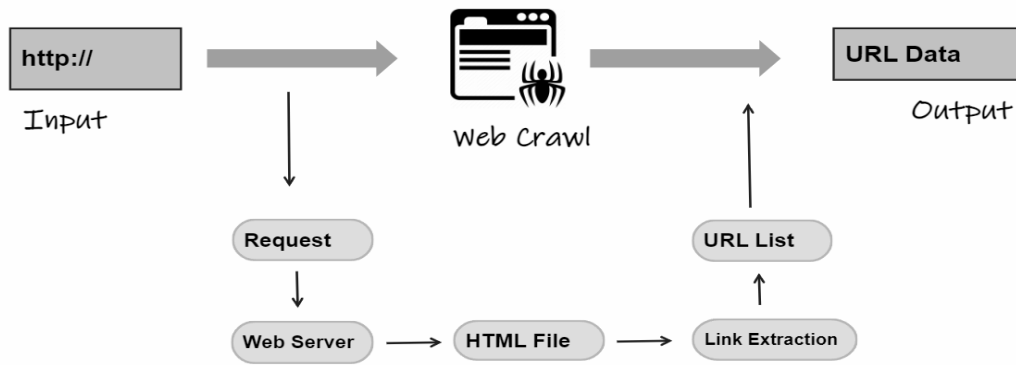 http://
URL Data
Input
Output
Web Crawl
Request
URL List
Web Server
HTML File
Link Extraction